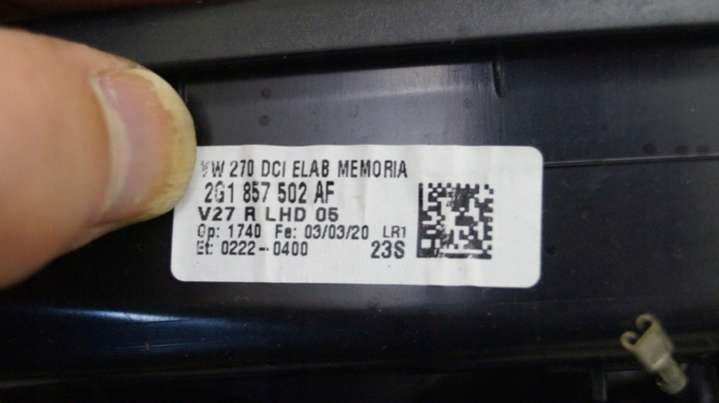 VW 270 DCI ELAB MEMORIA
2G1 857 502 AF
V27 R LHD 05
Op: 1740 Fe: 03/03/20 LR1
Et: 0222-0400 23S